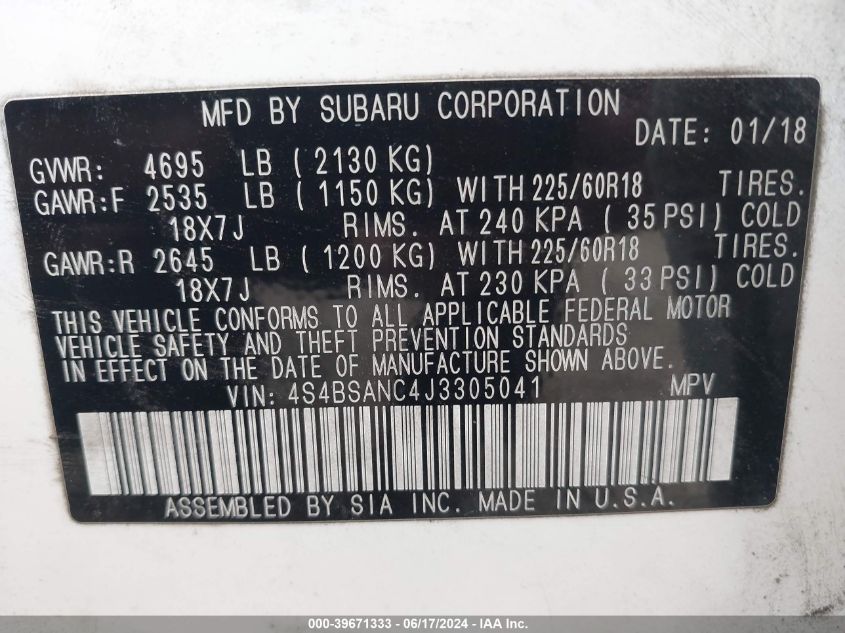 MFD BY SUBARU CORPORATION
DATE: 01/18
GVWR: 4695 LB ( 2130 KG)
GAWR:F 2535 LB ( 1150 KG) WITH 225/60R18 TIRES.
18X7J RIMS. AT 240 KPA ( 35 PSI) COLD
GAWR:R 2645 LB ( 1200 KG) WITH 225/60R18 TIRES.
18X7J RIMS. AT 230 KPA ( 33 PSI) COLD
THIS VEHICLE CONFORMS TO ALL APPLICABLE FEDERAL MOTOR
VEHICLE SAFETY AND THEFT PREVENTION STANDARDS
IN EFFECT ON THE DATE OF MANUFACTURE SHOWN ABOVE.
VIN: 4S4BSANC4J3305041 MPV
ASSEMBLED BY SIA INC. MADE IN U.S.A.
000-39671333 - 06/17/2024 - IAA Inc.